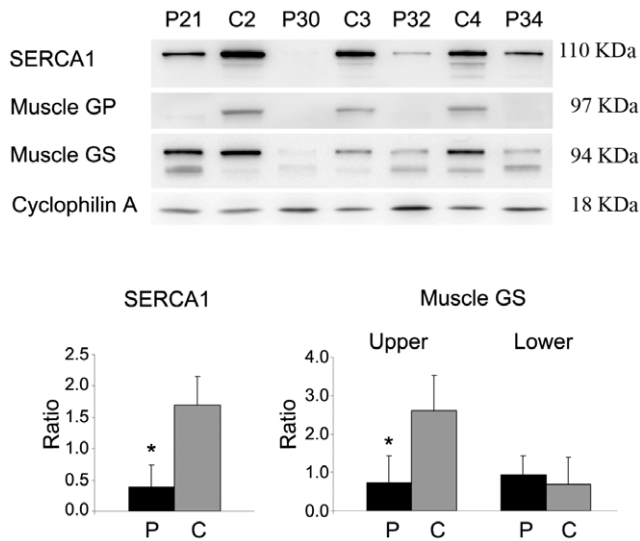 P21 C2 P30 C3 P32 C4 P34
SERCA1 110 KDa
Muscle GP 97 KDa
Muscle GS 94 KDa
Cyclophilin A 18 KDa
SERCA1 Muscle GS
Upper Lower
Ratio
2.5
2.0
1.5
1.0
0.5
0.0
*
P C
Ratio
4.0
3.0
2.0
1.0
0.0
*
P C P C